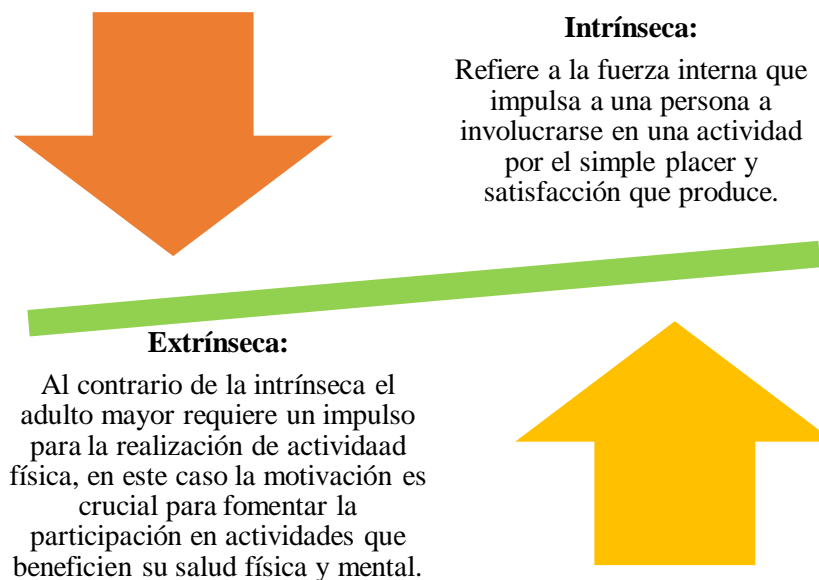 Intrínseca:
Refiere a la fuerza interna que
impulsa a una persona a
involucrarse en una actividad
por el simple placer y
satisfacción que produce.
Extrínseca:
Al contrario de la intrínseca el
adulto mayor requiere un impulso
para la realización de actividaad
física, en este caso la motivación es
crucial para fomentar la
participación en actividades que
beneficien su salud física y mental.